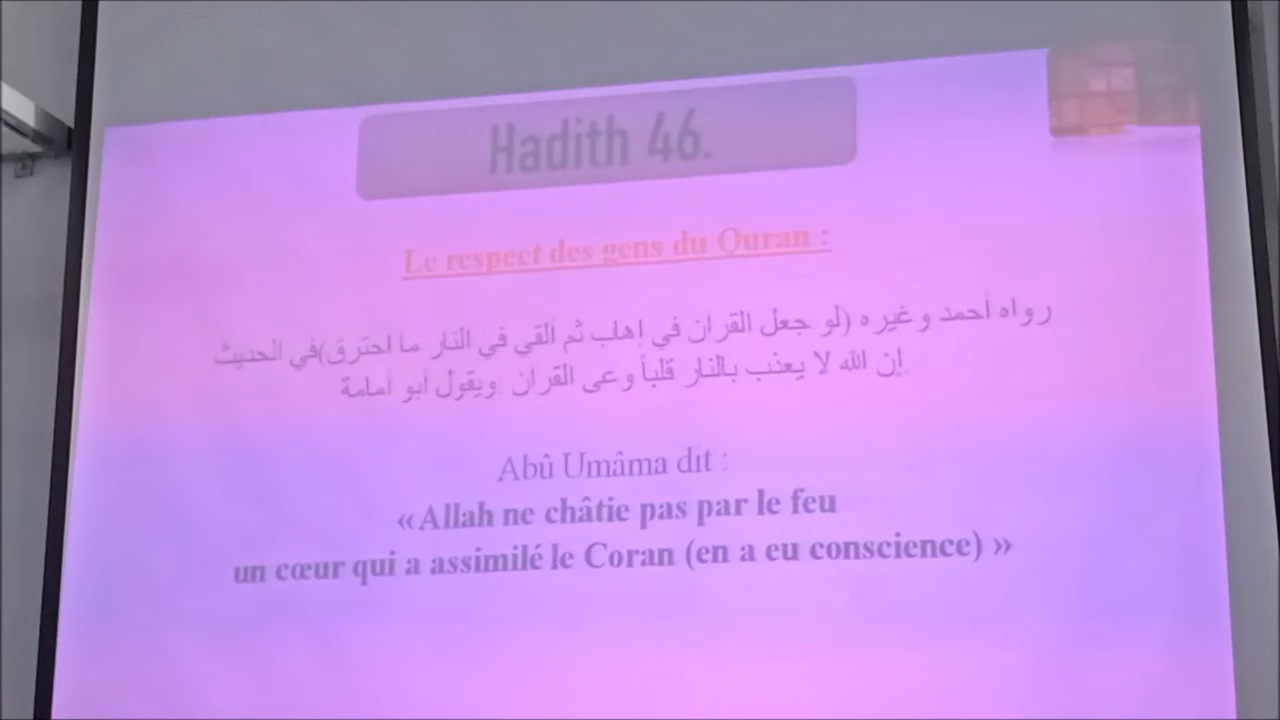 Hadith 46.
Le respect des gens du Quran :
رواه أحمد وغيره (لو جعل القرآن في إهاب ثم ألقي في النار ما احترق)في الحديث
إن الله لا يعذب بالنار قلباً وعى القرآن :ويقول أبو أمامة
Abû Umâma dit :
« Allah ne châtie pas par le feu
un cœur qui a assimilé le Coran (en a eu conscience) »